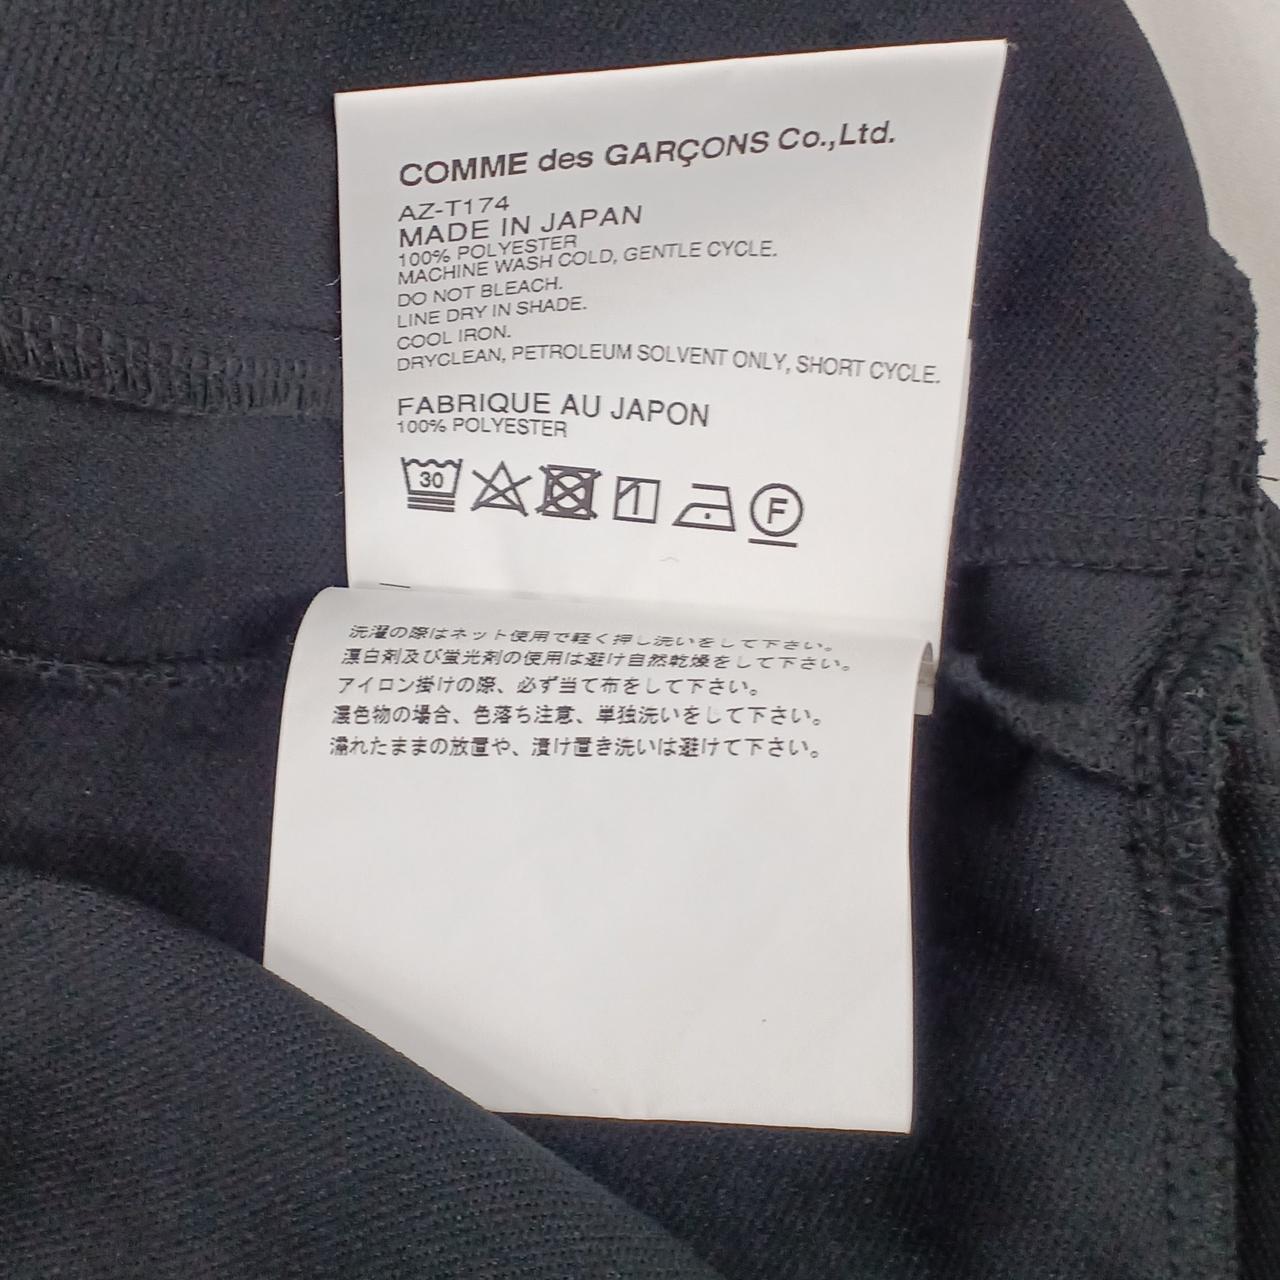 COMME des GARÇONS Co.,Ltd.
AZ-T174
MADE IN JAPAN
100% POLYESTER
MACHINE WASH COLD, GENTLE CYCLE.
DO NOT BLEACH.
LINE DRY IN SHADE.
COOL IRON.
DRYCLEAN, PETROLEUM SOLVENT ONLY, SHORT CYCLE.
FABRIQUE AU JAPON
100% POLYESTER
30
F
洗濯の際はネット使用で軽く押し洗いをして下さい。
漂白剤及び蛍光剤の使用は避け自然乾燥をして下さい。
アイロン掛けの際、必ず当て布をして下さい。
濃色物の場合、色落ち注意、単独洗いをして下さい。
濡れたままの放置や、漬け置き洗いは避けて下さい。